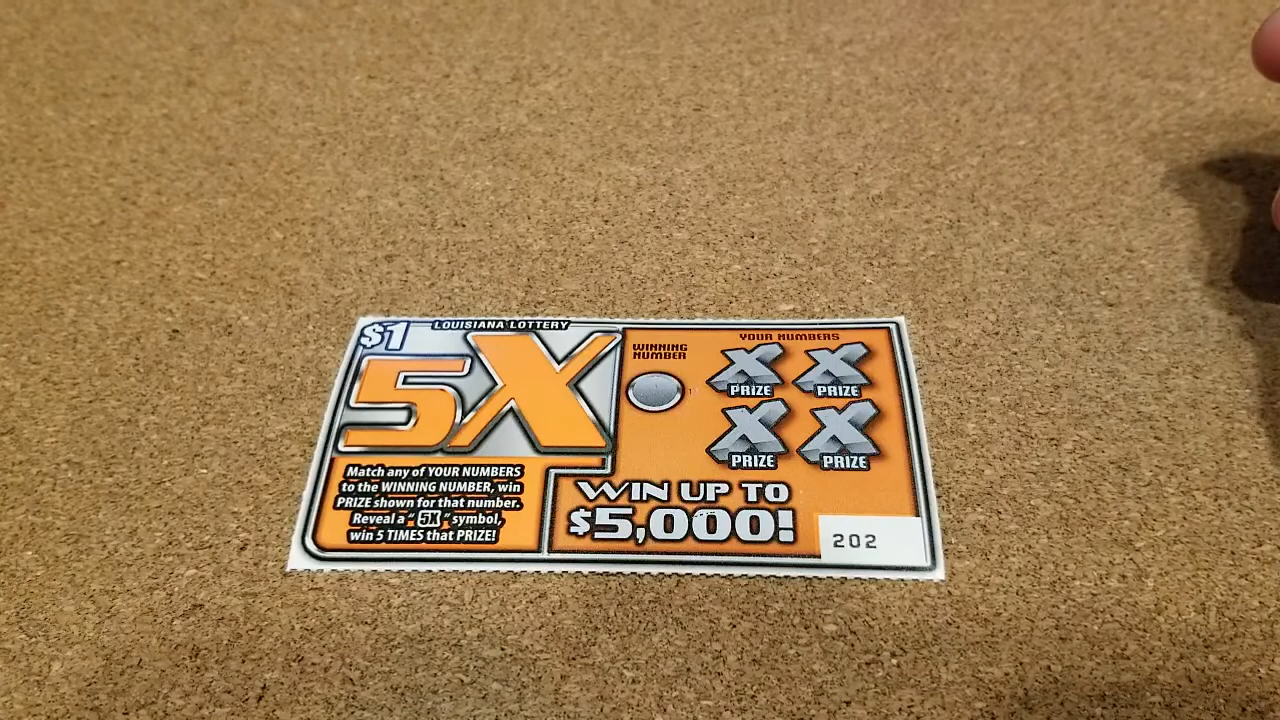 $1
LOUISIANA LOTTERY
5X
Match any of YOUR NUMBERS
to the WINNING NUMBER, win
PRIZE shown for that number.
Reveal a "5X" symbol,
win 5 TIMES that PRIZE!
WINNING
NUMBER
YOUR NUMBERS
X X
PRIZE PRIZE
X X
PRIZE PRIZE
WIN UP TO
$5,000!
202